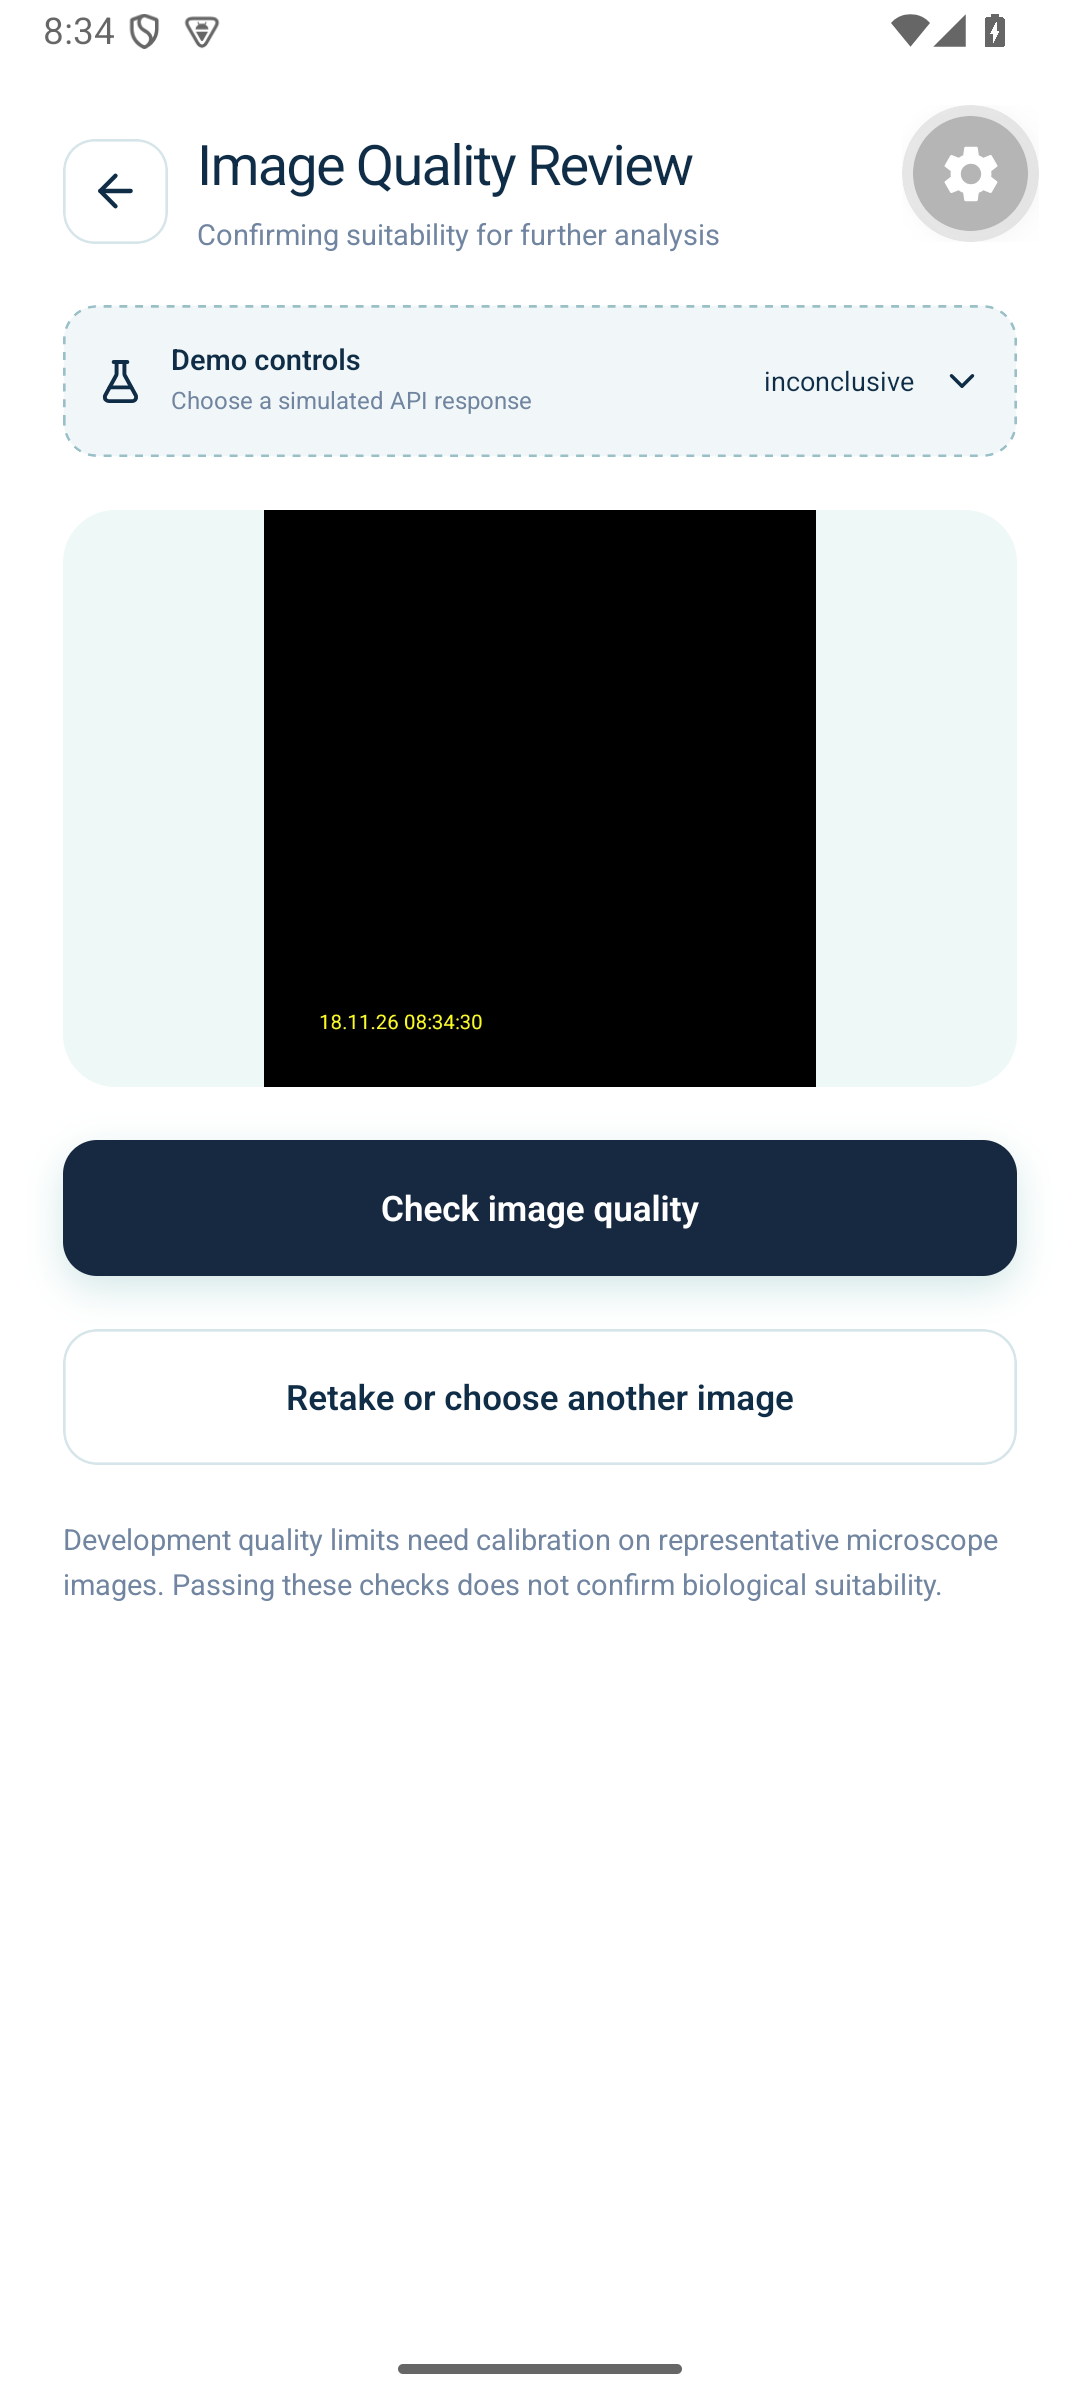 8:34
Image Quality Review
Confirming suitability for further analysis
Demo controls
Choose a simulated API response
inconclusive
18.11.26 08:34:30
Check image quality
Retake or choose another image
Development quality limits need calibration on representative microscope
images. Passing these checks does not confirm biological suitability.